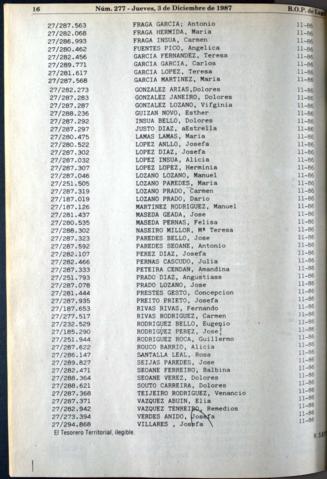 16 Núm. 277 - Jueves, 3 de Diciembre de 1987 B.O.P. de
27/287.563 FRAGA GARCIA; Antonio 11-86
27/282.068 FRAGA HERMIDA, Maria 11-86
27/286.993 FRAGA INSUA, Carmen 11-86
27/280.462 FUENTES PICO, Angelica 11-86
27/282.456 GARCIA FERNANDEZ, Teresa 11-86
27/289.771 GARCIA GARCIA, Carlos 11-86
27/281.617 GARCIA LOPEZ, Teresa 11-86
27/287.568 GARCIA MARTINEZ, Maria 11-86
27/282.273 GONZALEZ ARIAS,Dolores 11-86
27/287.283 GONZALEZ JANEIRO, Dolores 11-86
27/287.287 GONZALEZ LOZANO, Vifginia 11-86
27/288.236 GUIZAN NOVO, Esther 11-86
27/287.292 INSUA BELLO, Dolores 11-86
27/287.297 JUSTO DIAZ, aEstrella 11-86
27/280.475 LAMAS LAMAS, Maria 11-86
27/280.522 LOPEZ ANLLO, Josefa 11-86
27/287.302 LOPEZ DIAZ, Josefa 11-86
27/287.032 LOPEZ INSUA, Alicia 11-86
27/287.307 LOPEZ LOPEZ, Herminia 11-86
27/287.046 LOZANO LOZANO, Manuel 11-86
27/251.505 LOZANO PAREDES, Maria 11-86
27/287.319 LOZANO PRADO, Carmen 11-86
27/187.019 LOZANO PRADO, Dario 11-86
27/187.126 MARTINEZ RODRIGUEZ, Manuel 11-86
27/281.437 MASEDA GEADA, Jose 11-86
27/280.535 MASEDA PERNAS, Felisa 11-86
27/288.302 NASEIRO MILLOR, Mª Teresa 11-86
27/287.323 PAREDES BELLO, Jose 11-86
27/287.592 PAREDES SEOANE, Antonio 11-86
27/282.107 PEREZ DIAZ, Josefa 11-86
27/282.466 PERNAS CASCUDO, Julia 11-86
27/287.333 PETEIRA CENDAN, Amandina 11-86
27/251.793 PRADO DIAZ, Angustiass 11-86
27/287.078 PRADO LOZANO, Jose 11-86
27/281.444 PRESTES GESTO, Concepcion 11-86
27/287.935 PREITO PRIETO, Josefa 11-86
27/187.653 RIVAS RIVAS, Fernando 11-86
27/277.517 RIVAS RODRIGUEZ, Carmen 11-86
27/232.529 RODRIGUEZ BELLO, Eugepio 11-86
27/185.290 RODRIGUEZ PEREZ, Jose 11-86
27/251.944 RODRIGUEZ ROCA, Guillermo 11-86
27/287.622 ROUCO BARRIO, Alicia 11-86
27/286.147 SANTALLA LEAL, Rosa 11-86
27/289.827 SEIJAS PAREDES, Jose 11-86
27/282.471 SEOANE FERREIRO, Balbina 11-86
27/288.364 SEOANE VEREZ, Dolores 11-86
27/288.621 SOUTO CARREIRA, Dolores 11-86
27/287.368 TEIJEIRO RODRIGUEZ, Venancio 11-86
27/287.371 VAZQUEZ ABUIN, Elia 11-86
27/282.942 VAZQUEZ TENREIRO, Remedios 11-86
27/273.394 VERDES ANIDO, Josefa 11-86
27/294.868 VILLARES , Josefa 11-86
El Tesorero Territorial, ilegible.